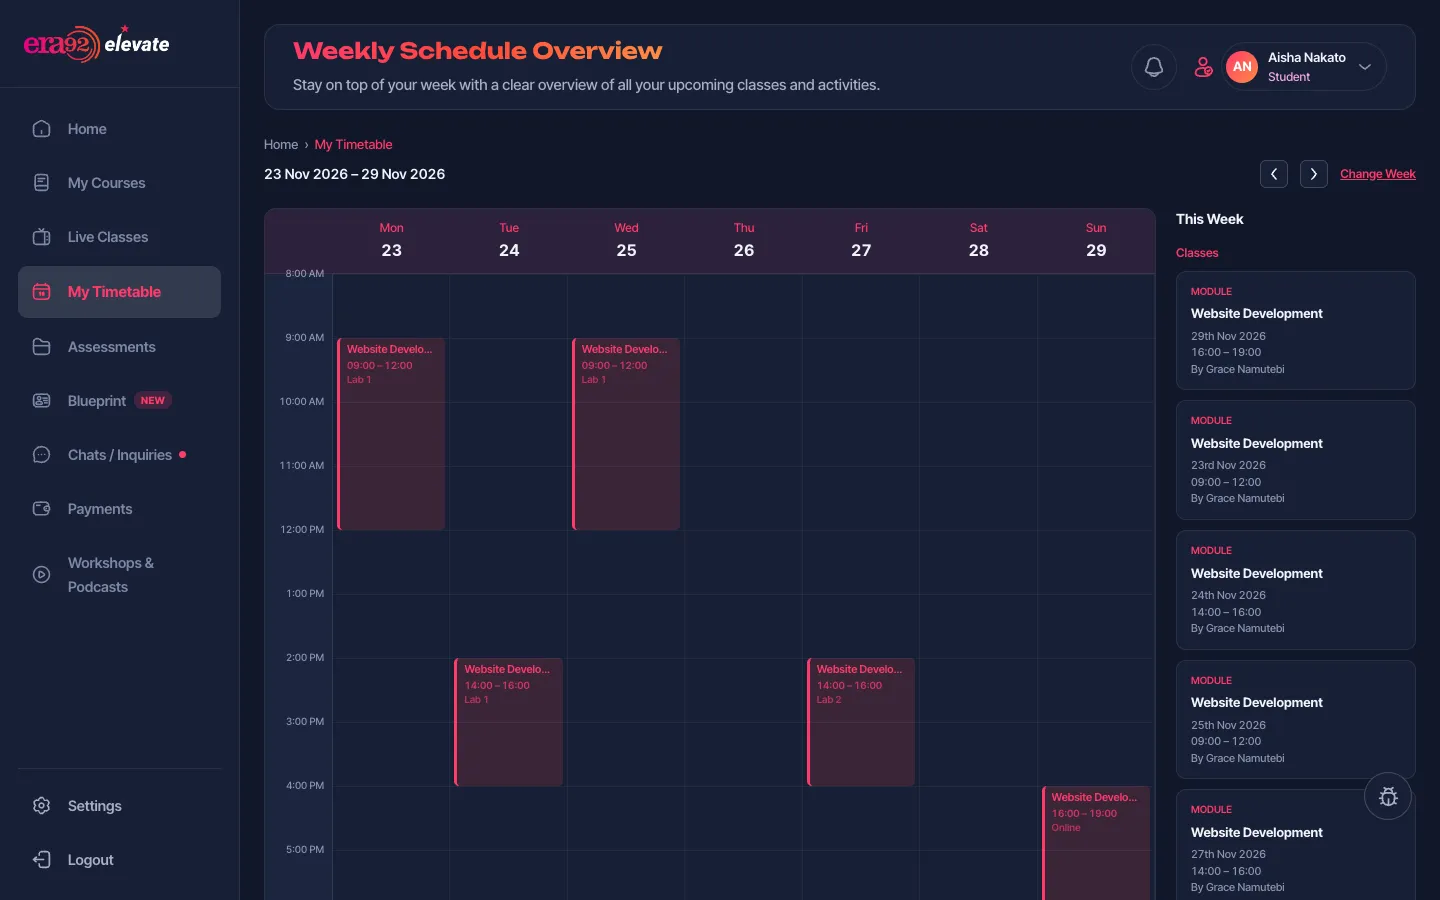 era92 elevate
Home
My Courses
Live Classes
My Timetable
Assessments
Blueprint NEW
Chats / Inquiries
Payments
Workshops &
Podcasts
Settings
Logout
Weekly Schedule Overview
Stay on top of your week with a clear overview of all your upcoming classes and activities.
AN
Aisha Nakato
Student
Home › My Timetable
23 Nov 2026 – 29 Nov 2026
Change Week
Mon Tue Wed Thu Fri Sat Sun
23 24 25 26 27 28 29
8:00 AM
9:00 AM
10:00 AM
11:00 AM
12:00 PM
1:00 PM
2:00 PM
3:00 PM
4:00 PM
5:00 PM
Website Develo...
09:00 – 12:00
Lab 1
Website Develo...
09:00 – 12:00
Lab 1
Website Develo...
14:00 – 16:00
Lab 1
Website Develo...
14:00 – 16:00
Lab 2
Website Develo...
16:00 – 19:00
Online
This Week
Classes
MODULE
Website Development
29th Nov 2026
16:00 – 19:00
By Grace Namutebi
MODULE
Website Development
23rd Nov 2026
09:00 – 12:00
By Grace Namutebi
MODULE
Website Development
24th Nov 2026
14:00 – 16:00
By Grace Namutebi
MODULE
Website Development
25th Nov 2026
09:00 – 12:00
By Grace Namutebi
MODULE
Website Development
27th Nov 2026
14:00 – 16:00
By Grace Namutebi